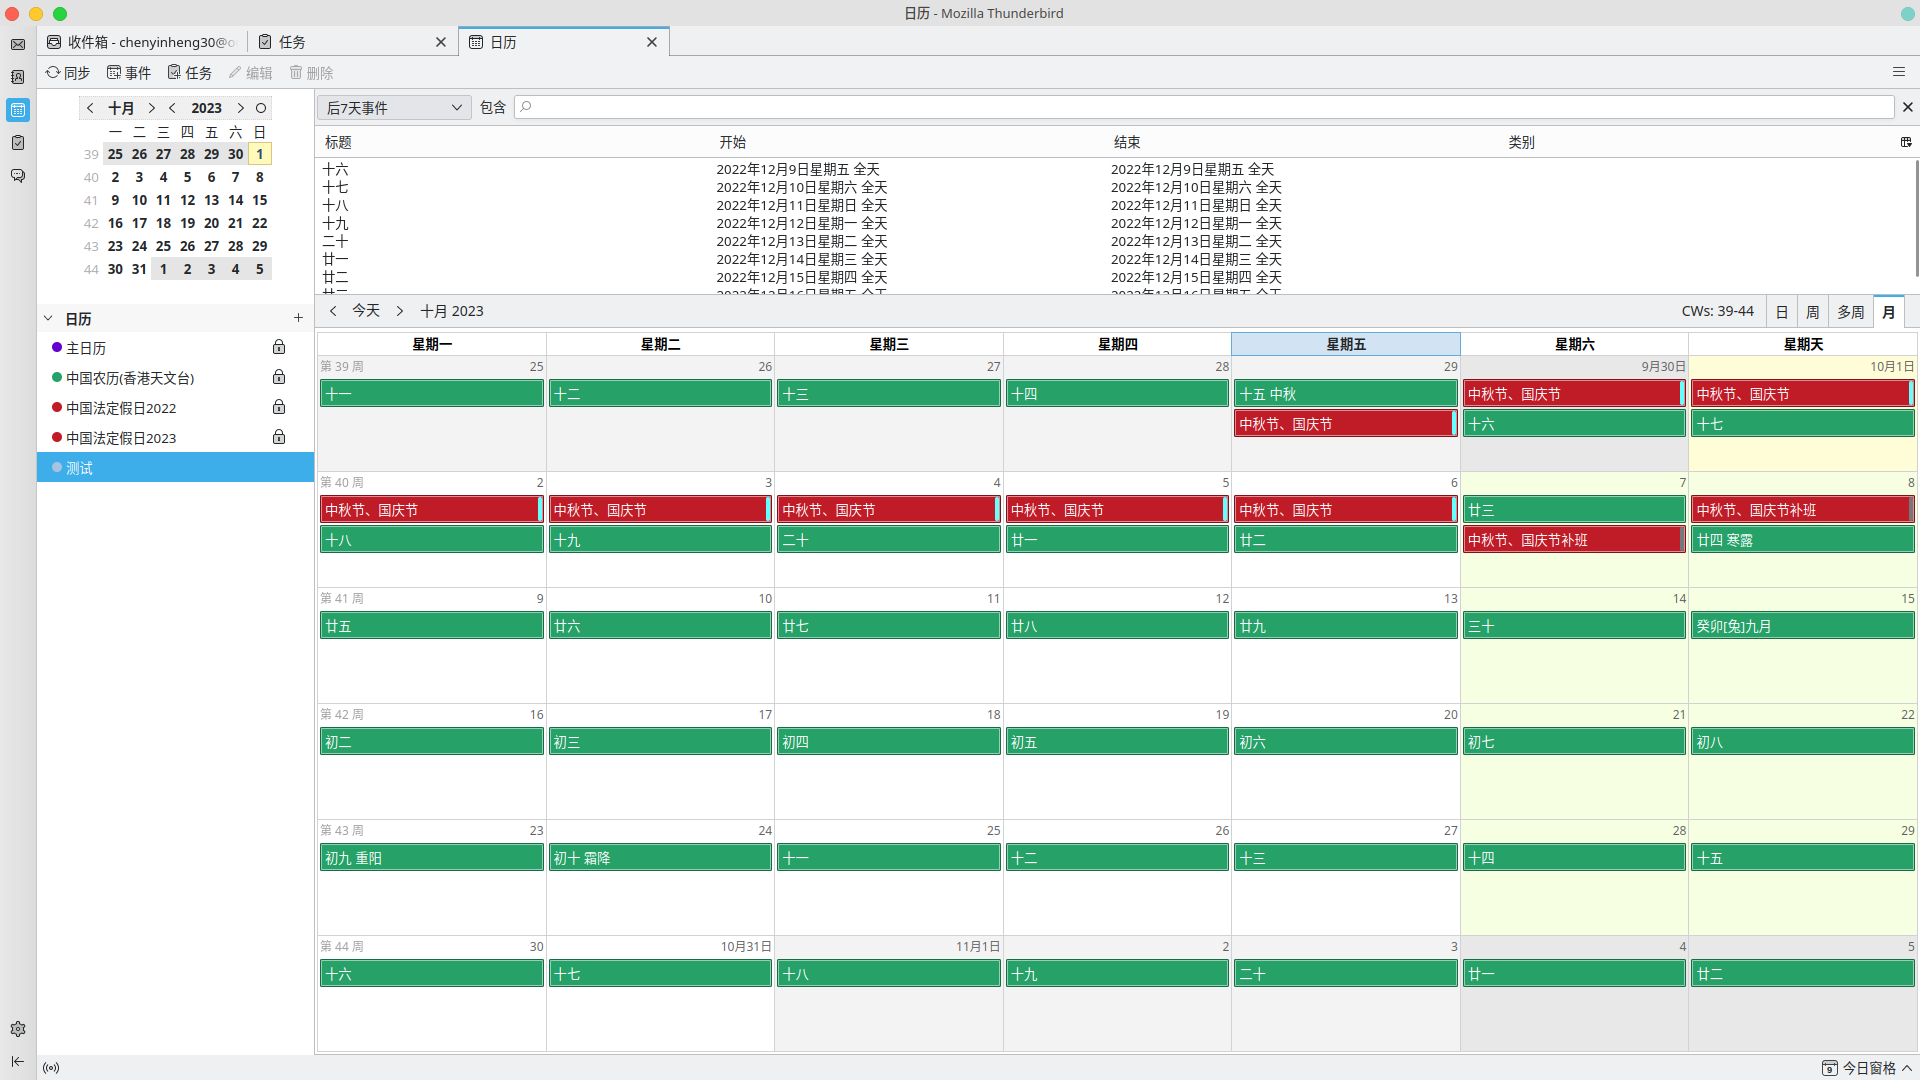 日历 - Mozilla Thunderbird
收件箱 - chenyinheng30@o
任务
日历
同步 事件 任务 编辑 删除
十月 2023
一 二 三 四 五 六 日
39 25 26 27 28 29 30 1
40 2 3 4 5 6 7 8
41 9 10 11 12 13 14 15
42 16 17 18 19 20 21 22
43 23 24 25 26 27 28 29
44 30 31 1 2 3 4 5
日历
主日历
中国农历(香港天文台)
中国法定假日2022
中国法定假日2023
测试
后7天事件 包含
标题 开始 结束 类别
十六 2022年12月9日星期五 全天 2022年12月9日星期五 全天
十七 2022年12月10日星期六 全天 2022年12月10日星期六 全天
十八 2022年12月11日星期日 全天 2022年12月11日星期日 全天
十九 2022年12月12日星期一 全天 2022年12月12日星期一 全天
二十 2022年12月13日星期二 全天 2022年12月13日星期二 全天
廿一 2022年12月14日星期三 全天 2022年12月14日星期三 全天
廿二 2022年12月15日星期四 全天 2022年12月15日星期四 全天
今天 十月 2023 CWs: 39-44 日 周 多周 月
星期一 星期二 星期三 星期四 星期五 星期六 星期天
第 39 周 25 26 27 28 29 9月30日 10月1日
十一 十二 十三 十四 十五 中秋 中秋节、国庆节 中秋节、国庆节
中秋节、国庆节 十六 十七
第 40 周 2 3 4 5 6 7 8
中秋节、国庆节 中秋节、国庆节 中秋节、国庆节 中秋节、国庆节 中秋节、国庆节 廿三 中秋节、国庆节补班
十八 十九 二十 廿一 廿二 中秋节、国庆节补班 廿四 寒露
第 41 周 9 10 11 12 13 14 15
廿五 廿六 廿七 廿八 廿九 三十 癸卯[兔]九月
第 42 周 16 17 18 19 20 21 22
初二 初三 初四 初五 初六 初七 初八
第 43 周 23 24 25 26 27 28 29
初九 重阳 初十 霜降 十一 十二 十三 十四 十五
第 44 周 30 10月31日 11月1日 2 3 4 5
十六 十七 十八 十九 二十 廿一 廿二
9 今日窗格